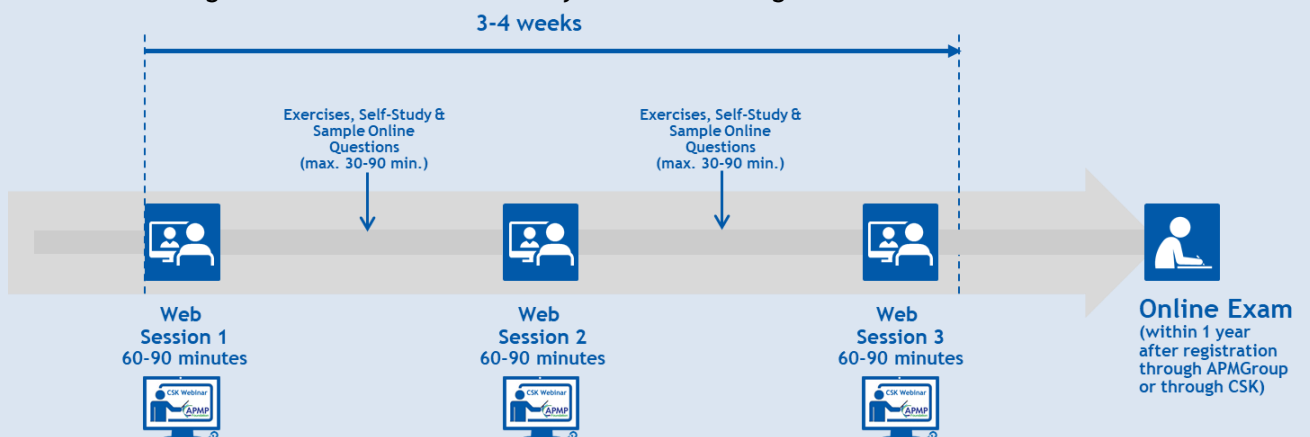 3-4 weeks
Exercises, Self-Study &
Sample Online
Questions
(max. 30-90 min.)
Exercises, Self-Study &
Sample Online
Questions
(max. 30-90 min.)
Web
Session 1
60-90 minutes
Web
Session 2
60-90 minutes
Web
Session 3
60-90 minutes
Online Exam
(within 1 year
after registration
through APMGroup
or through CSK)
CSK Webinar
APMP
CSK Webinar
APMP
CSK Webinar
APMP